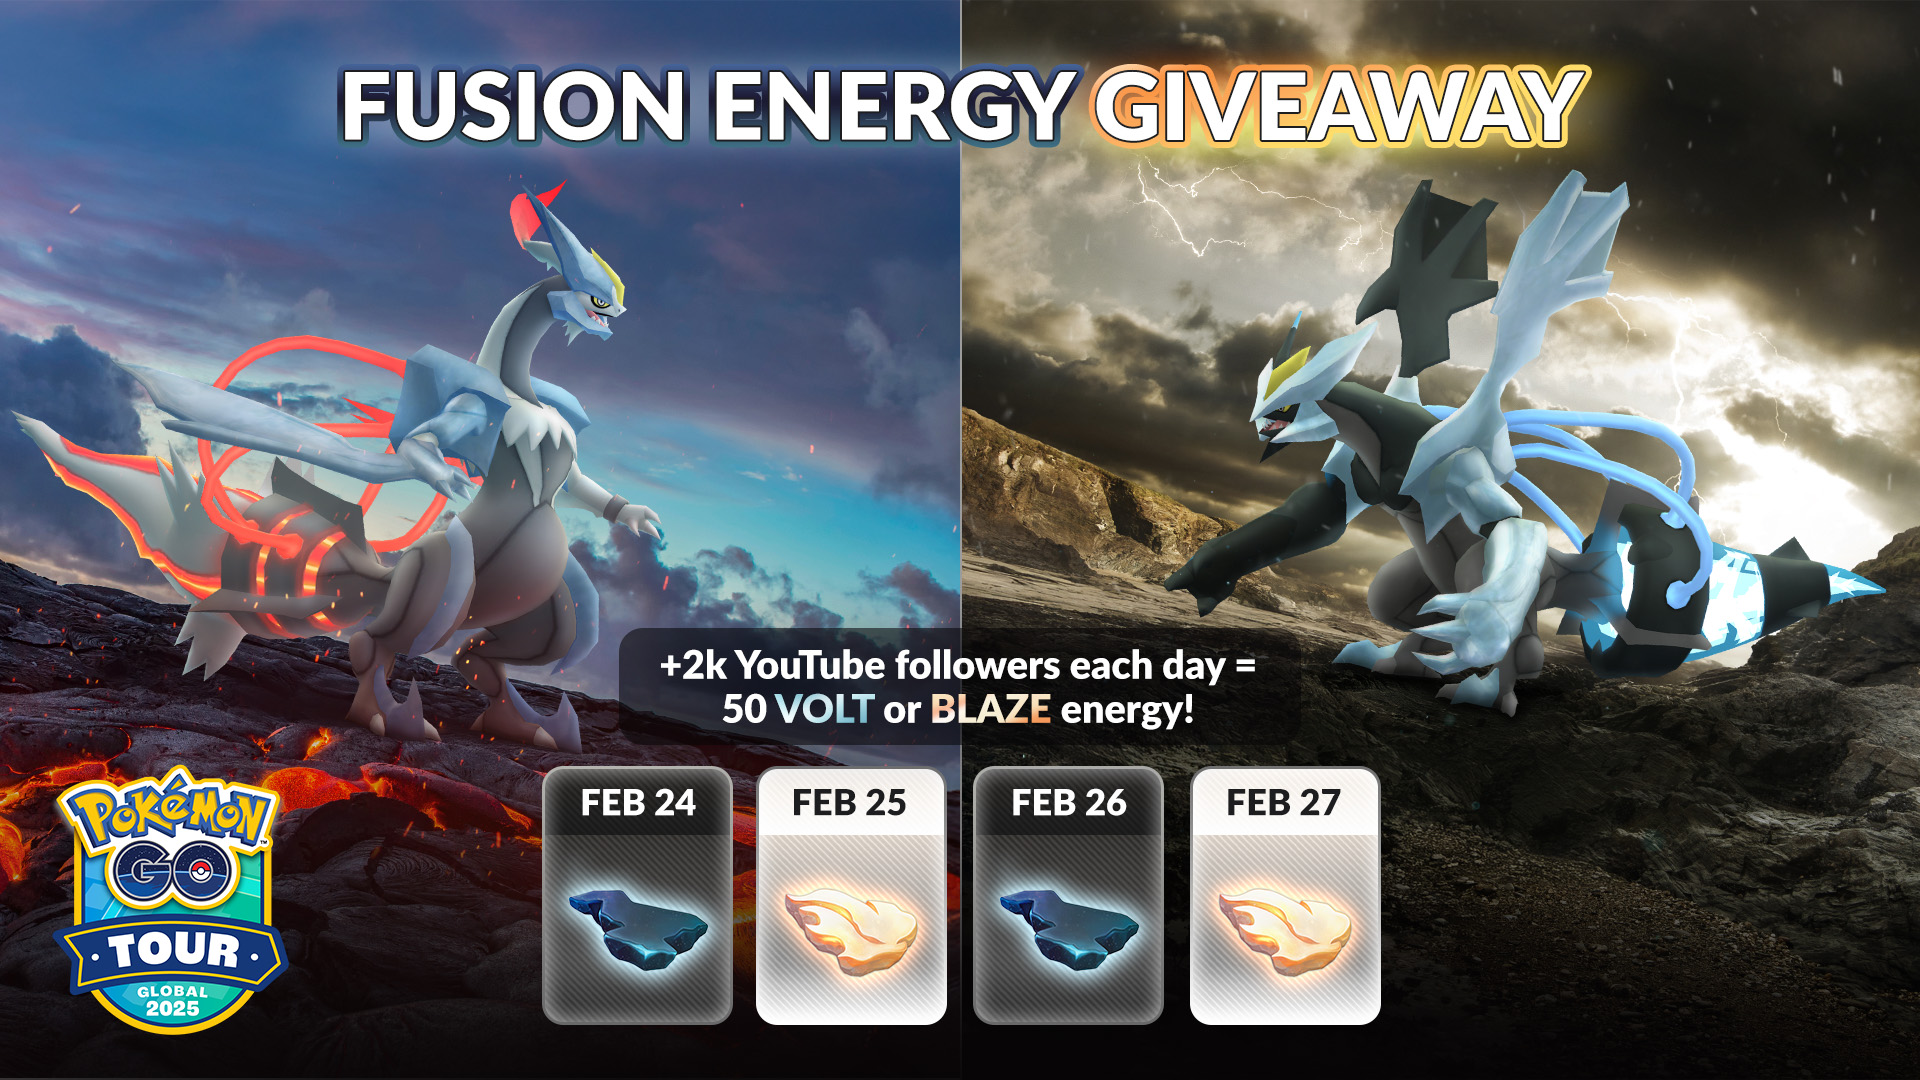 FUSION ENERGY GIVEAWAY
+2k YouTube followers each day =
50 VOLT or BLAZE energy!
FEB 24
FEB 25
FEB 26
FEB 27
POKéMON
GO
TOUR
GLOBAL
2025